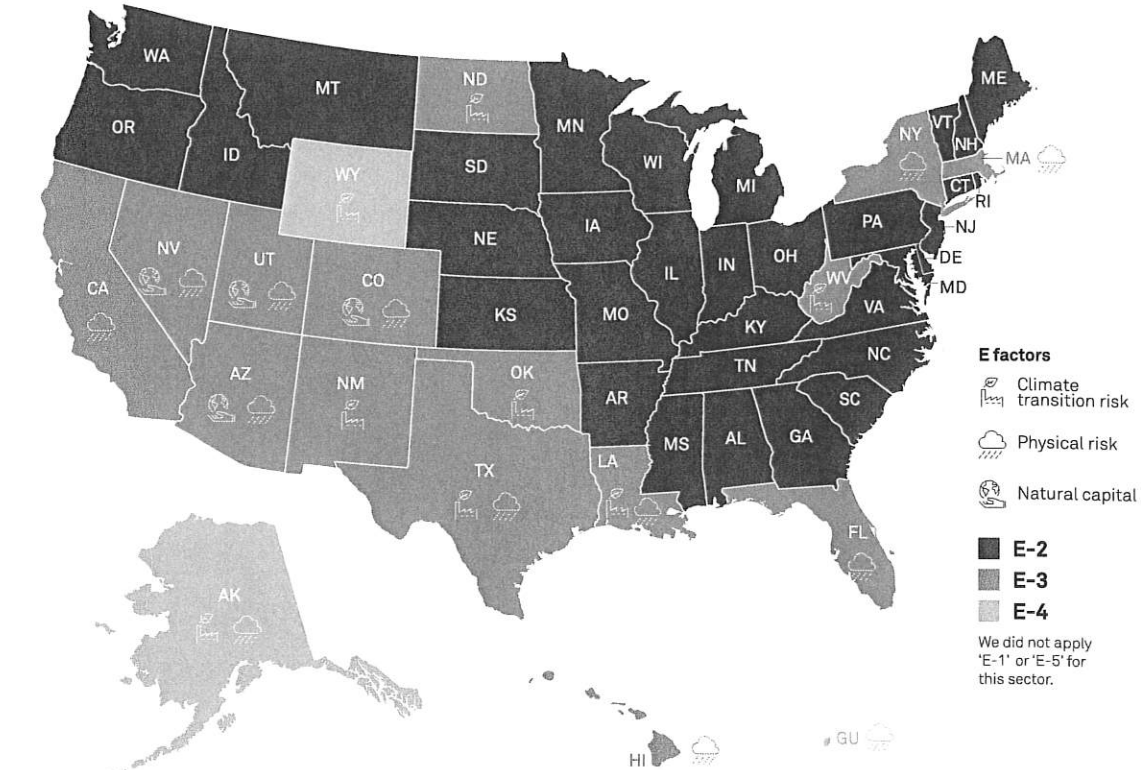 WA
MT
ND
MN
ME
OR
ID
WY
SD
WI
MI
NY
VT
NH
MA
CT
RI
NJ
PA
NV
UT
CO
NE
IA
IL
IN
OH
WV
DE
MD
VA
CA
KS
MO
KY
NC
AZ
NM
OK
AR
TN
SC
TX
LA
MS
AL
GA
FL
AK
HI
GU
E factors
Climate
transition risk
Physical risk
Natural capital
E-2
E-3
E-4
We did not apply
'E-1' or 'E-5' for
this sector.